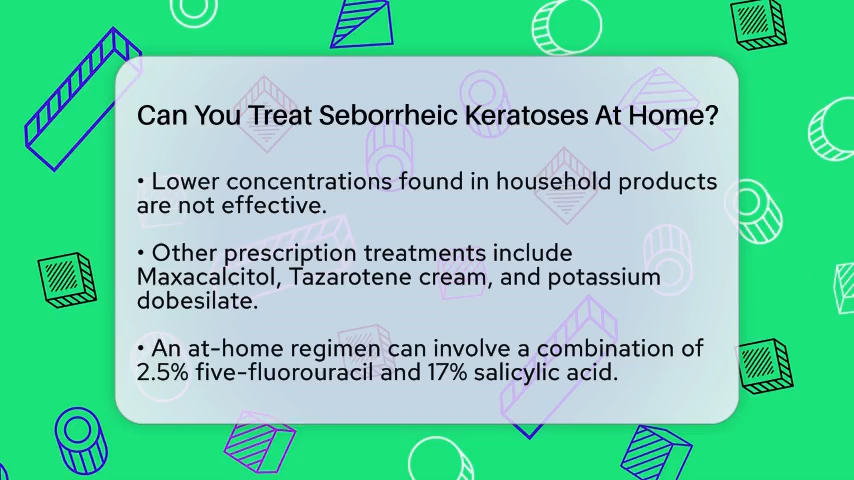 Can You Treat Seborrheic Keratoses At Home?
• Lower concentrations found in household products
are not effective.
• Other prescription treatments include
Maxacalcitol, Tazarotene cream, and potassium
dobesilate.
• An at-home regimen can involve a combination of
2.5% five-fluorouracil and 17% salicylic acid.